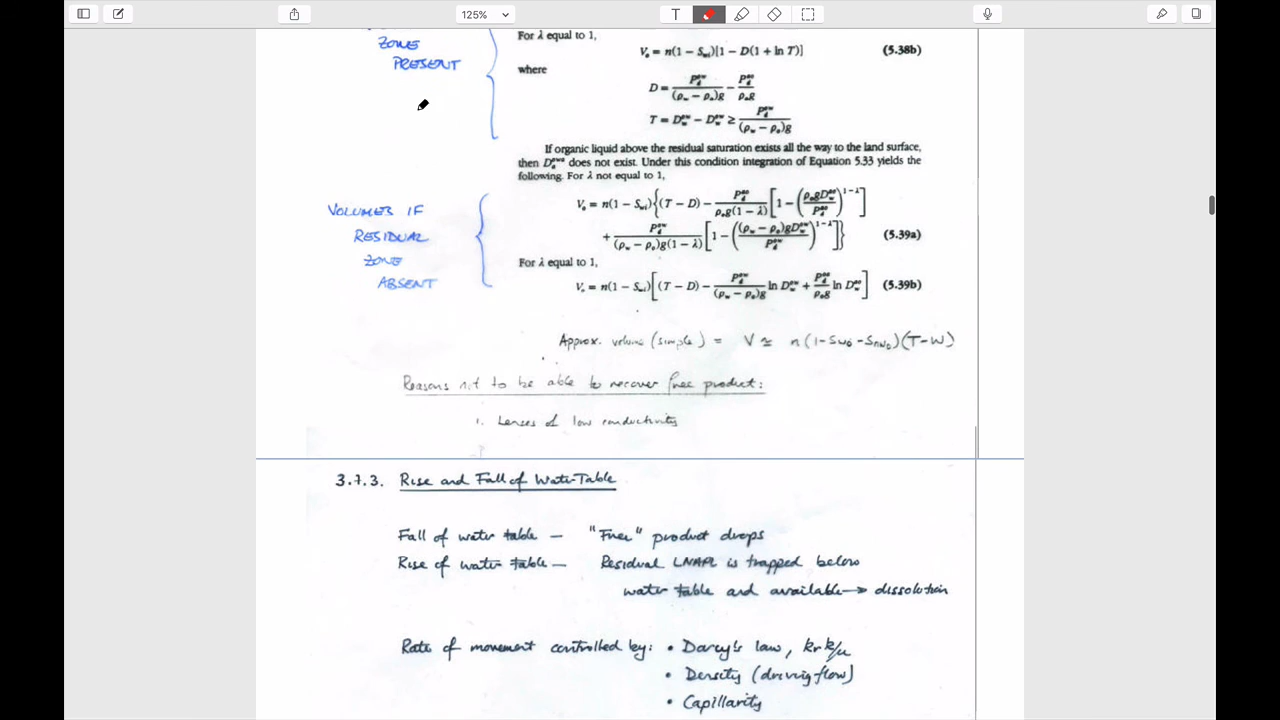 125%
T
ZONE
PRESENT
For λ equal to 1,
V_o = n(1 − S_wi)[1 − D(1 + ln T)] (5.38b)
where
D = P_d^ow/(ρ_w − ρ_o)g − P_d^ao/ρ_o g
T = D_w^aw − D_w^ow ≥ P_d^ow/(ρ_w − ρ_o)g
If organic liquid above the residual saturation exists all the way to the land surface,
then does not exist. Under this condition integration of Equation 5.33 yields the
following. For λ not equal to 1,
VOLUMES IF
RESIDUAL
ZONE
ABSENT
V_o = n(1 − S_wi){(T − D) − P_d^ao/ρ_o g(1 − λ) [1 − (ρ_o g D_w^ao/P_d^ao)^1−λ]
+ P_d^ow/(ρ_w − ρ_o)g(1 − λ) [1 − ((ρ_w − ρ_o)g D_w^ow/P_d^ow)^1−λ]} (5.39a)
For λ equal to 1,
V_o = n(1 − S_wi)[(T − D) − P_d^ow/(ρ_w − ρ_o)g ln D_w^ow + P_d^ao/ρ_o g ln D_w^ao] (5.39b)
Approx. volume (simple) = V ≃ n(1-S -S )(T-W)
Reasons not to be able to recover free product:
1. Lenses of low conductivity
3.7.3. Rise and Fall of Water Table
Fall of water table — "Free" product drops
Rise of water table — Residual LNAPL is trapped below
water table and available → dissolution
Rate of movement controlled by: • Darcy's law, kr k/μ
• Density (driving flow)
• Capillarity